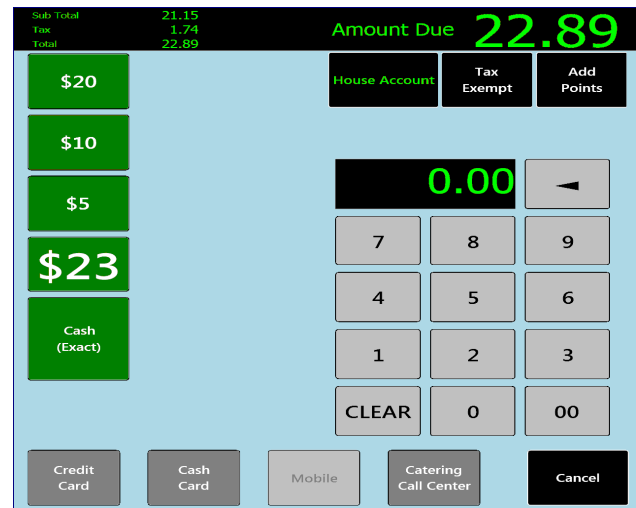 Sub Total 21.15
Tax 1.74
Total 22.89
Amount Due 22.89
$20
House Account
Tax
Exempt
Add
Points
$10
$5
0.00
$23
7 8 9
4 5 6
Cash
(Exact)
1 2 3
CLEAR 0 00
Credit
Card
Cash
Card
Mobile
Catering
Call Center
Cancel